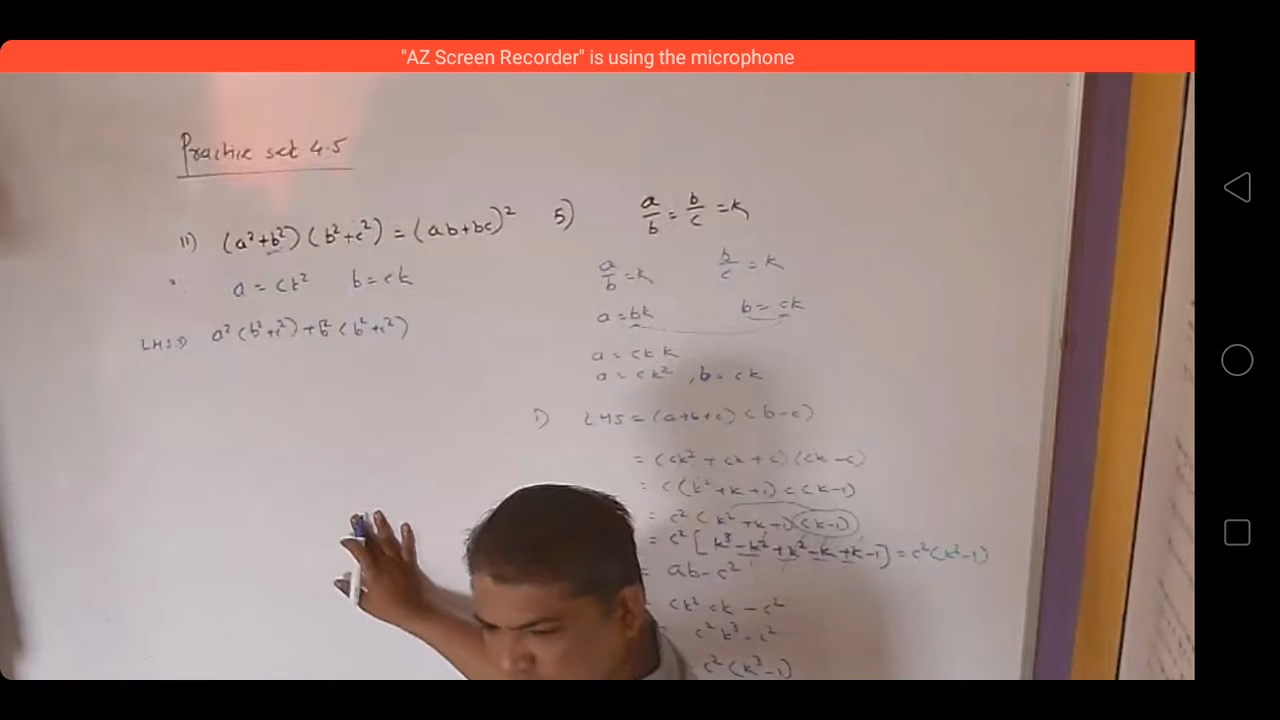 "AZ Screen Recorder" is using the microphone
Practice set 4.5
11) (a²+b²)(b²+c²) = (ab+bc)²
a = ck² b = ck
LHS⇒ a²(b²+c²)+b²(b²+c²)
5) a/b = b/c = k
a/b = k b/c = k
a = bk b = ck
a = ck k
a = ck² , b = ck
1) LHS = (a+b+c)(b-c)
= (ck² + ck + c)(ck - c)
= c(k²+k+1) c(k-1)
= c²(k²+k+1)(k-1)
= c²[k³-k²+k²-k+k-1] = c²(k³-1)
= ab-c²
ck² ck - c²
c²k³ - c²
c²(k³-1)